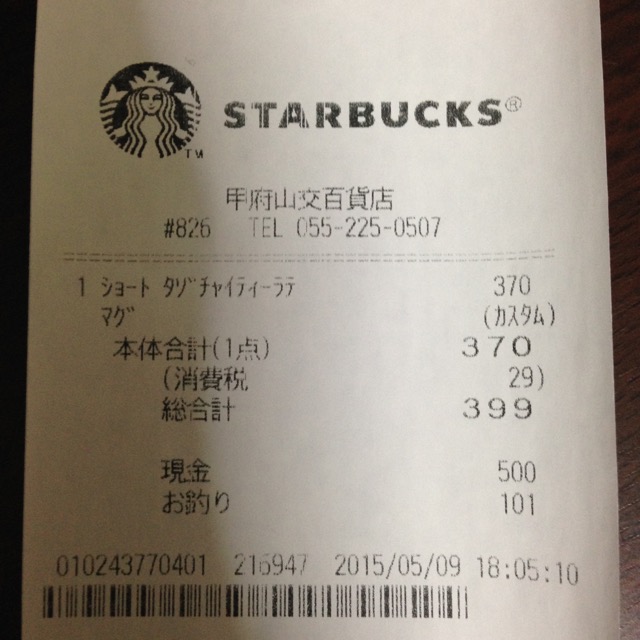 STARBUCKS®
TM
甲府山交百貨店
#826 TEL 055-225-0507
1 ショート タゾチャイティーラテ 370
マグ (カスタム)
本体合計(1点) 370
(消費税 29)
総合計 399
現金 500
お釣り 101
010243770401 216947 2015/05/09 18:05:10